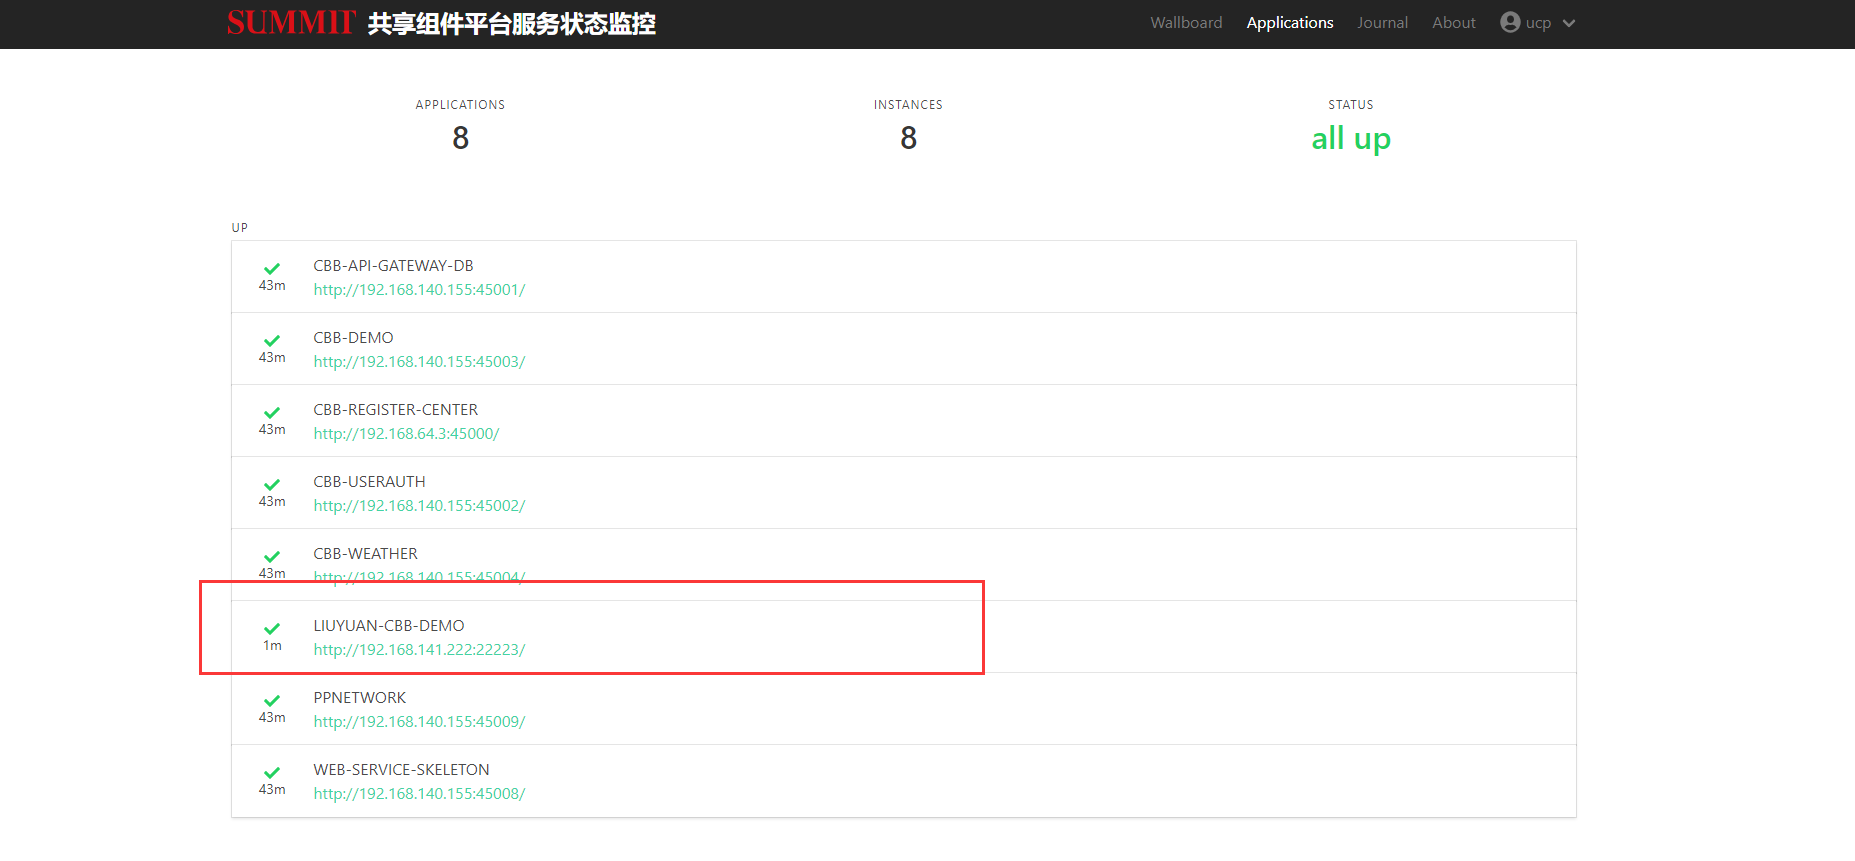 SUMMIT 共享组件平台服务状态监控
Wallboard Applications Journal About ucp
APPLICATIONS INSTANCES STATUS
8 8 all up
UP
CBB-API-GATEWAY-DB
43m http://192.168.140.155:45001/
CBB-DEMO
43m http://192.168.140.155:45003/
CBB-REGISTER-CENTER
43m http://192.168.64.3:45000/
CBB-USERAUTH
43m http://192.168.140.155:45002/
CBB-WEATHER
43m http://192.168.140.155:45004/
LIUYUAN-CBB-DEMO
1m http://192.168.141.222:22223/
PPNETWORK
43m http://192.168.140.155:45009/
WEB-SERVICE-SKELETON
43m http://192.168.140.155:45008/